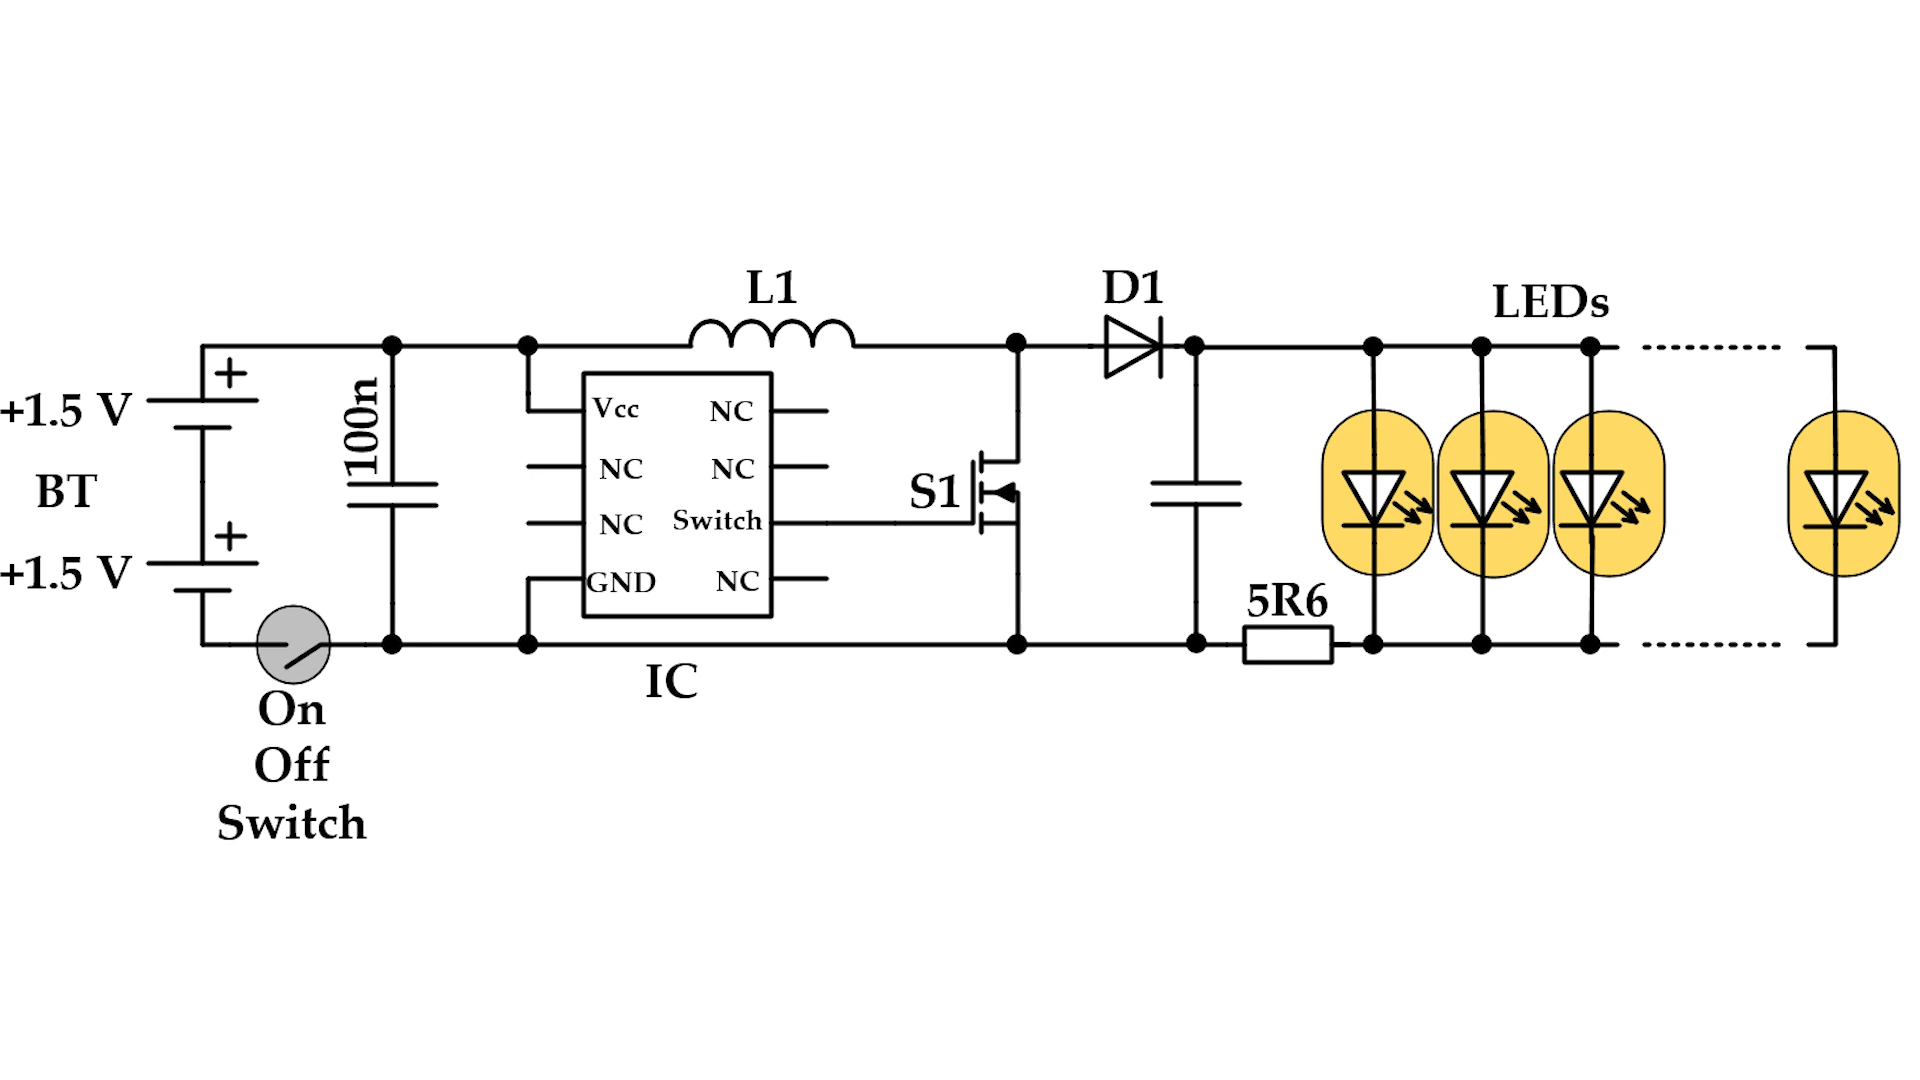 L1
D1
LEDs
+
+1.5 V
BT
+
+1.5 V
100n
Vcc
NC
NC
NC
NC
Switch
GND
NC
S1
5R6
IC
On
Off
Switch